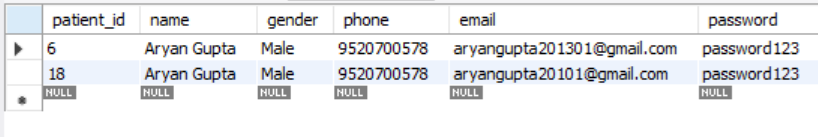 patient_id name gender phone email password
6 Aryan Gupta Male 9520700578 aryangupta201301@gmail.com password123
18 Aryan Gupta Male 9520700578 aryangupta20101@gmail.com password123
NULL NULL NULL NULL NULL NULL